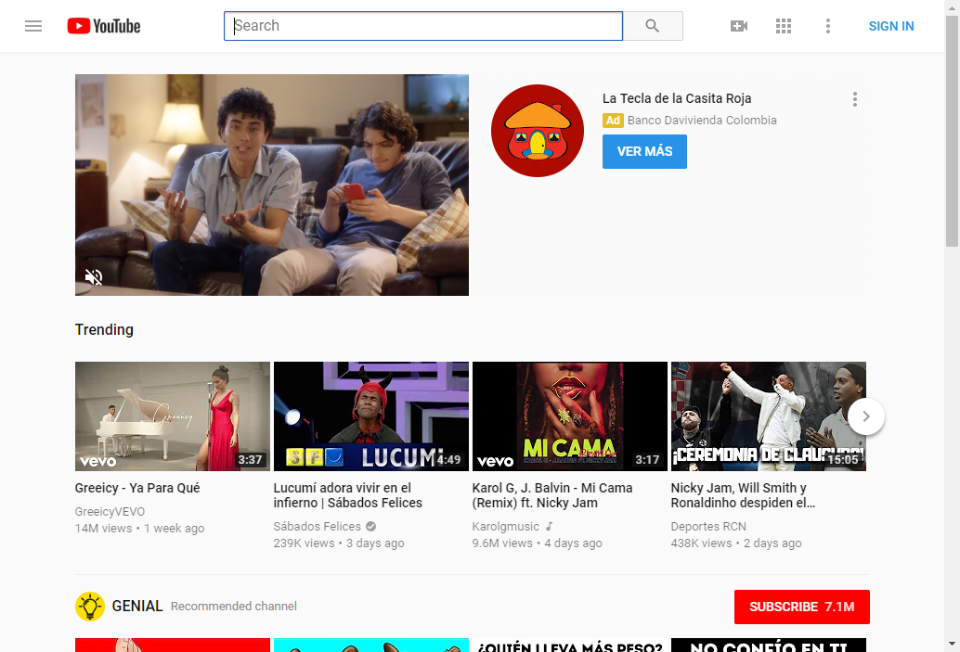 YouTube
Search
SIGN IN
La Tecla de la Casita Roja
Ad Banco Davivienda Colombia
VER MÁS
Trending
Greeicy
vevo
3:37
SFD LUCUMÍ
4:49
MI CAMA
vevo
3:17
¡CEREMONIA DE CLAUSURA!
15:05
Greeicy - Ya Para Qué
GreeicyVEVO
14M views • 1 week ago
Lucumí adora vivir en el
infierno | Sábados Felices
Sábados Felices
239K views • 3 days ago
Karol G, J. Balvin - Mi Cama
(Remix) ft. Nicky Jam
Karolgmusic
9.6M views • 4 days ago
Nicky Jam, Will Smith y
Ronaldinho despiden el...
Deportes RCN
438K views • 2 days ago
GENIAL Recommended channel
SUBSCRIBE 7.1M
¿QUIÉN LLEVA MÁS PESO?
NO CONFÍO EN TI